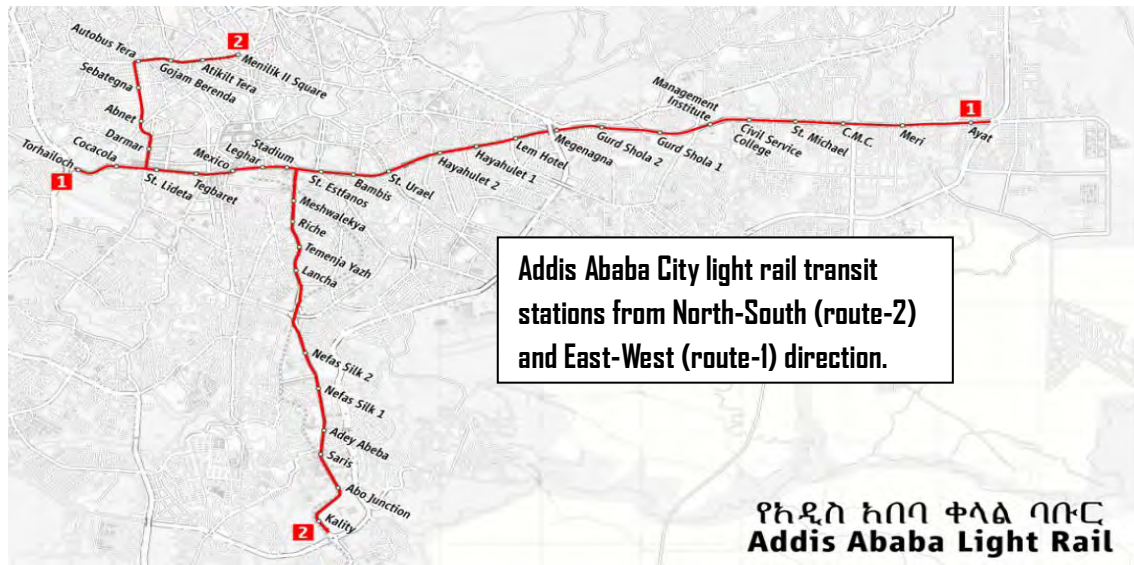 2
Menilik II Square
Atikilt Tera
Gojam Berenda
Autobus Tera
Sebategna
Abnet
Darmar
Torhailoch
1
Cocacola
St. Lideta
Tegbaret
Mexico
Leghar
Stadium
St. Estfanos
Bambis
St. Urael
Hayahulet 2
Hayahulet 1
Lem Hotel
Megenagna
Gurd Shola 2
Gurd Shola 1
Management
Institute
Civil Service
College
St. Michael
C.M.C.
Meri
1
Ayat
Meshwalekya
Riche
Temenja Yazh
Lancha
Nefas Silk 2
Nefas Silk 1
Adey Abeba
Saris
Abo Junction
Kality
2
Addis Ababa City light rail transit
stations from North-South (route-2)
and East-West (route-1) direction.
የአዲስ አበባ ቀላል ባቡር
Addis Ababa Light Rail